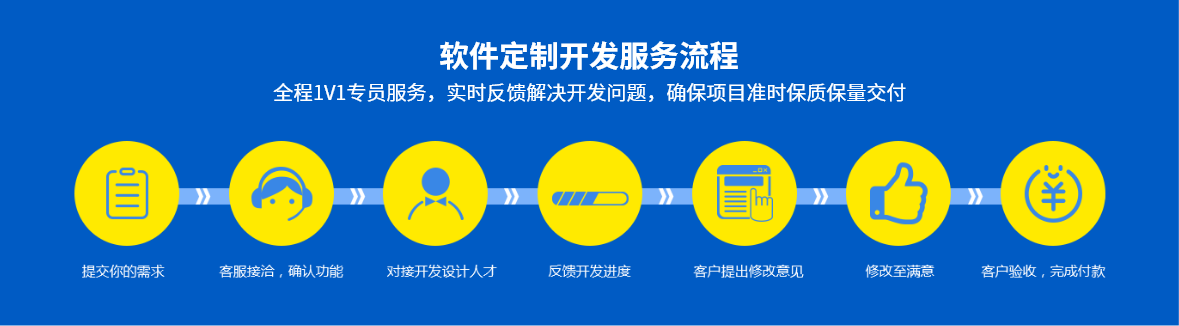 软件定制开发服务流程
全程1V1专员服务，实时反馈解决开发问题，确保项目准时保质保量交付
提交你的需求
客服接洽，确认功能
对接开发设计人才
反馈开发进度
客户提出修改意见
修改至满意
客户验收，完成付款